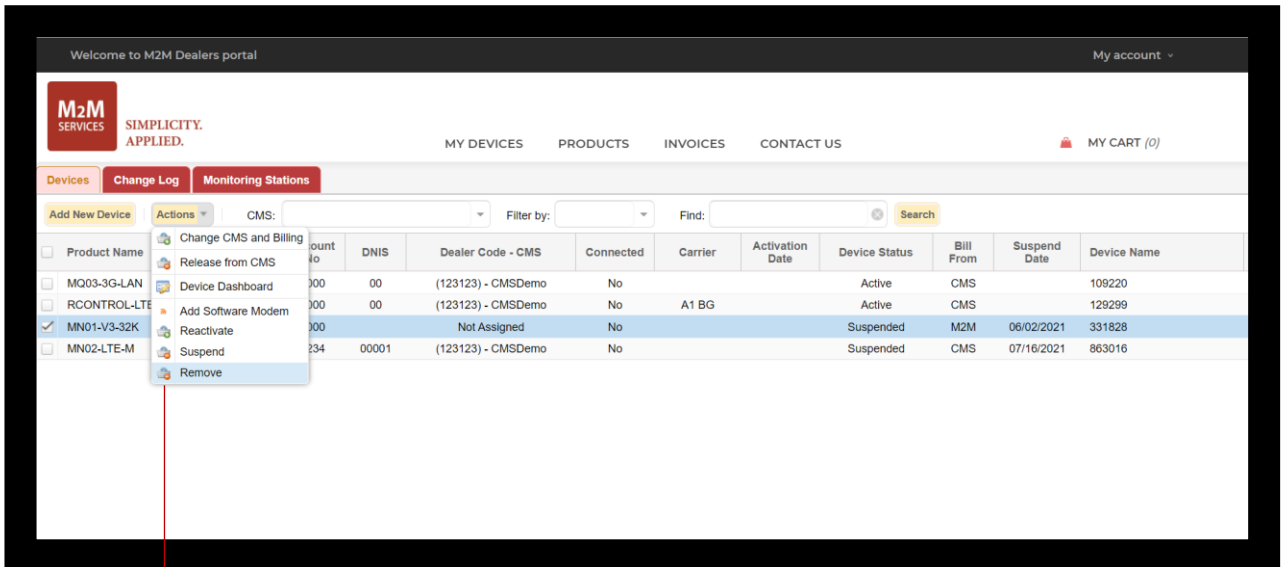 Welcome to M2M Dealers portal My account
M2M
SERVICES
SIMPLICITY.
APPLIED.
MY DEVICES PRODUCTS INVOICES CONTACT US MY CART (0)
Devices Change Log Monitoring Stations
Add New Device Actions CMS: Filter by: Find: Search
Product Name DNIS Dealer Code - CMS Connected Carrier Activation Date Device Status Bill From Suspend Date Device Name
MQ03-3G-LAN 000 00 (123123) - CMSDemo No Active CMS 109220
RCONTROL-LTE 000 00 (123123) - CMSDemo No A1 BG Active CMS 129299
MN01-V3-32K 000 Not Assigned No Suspended M2M 06/02/2021 331828
MN02-LTE-M 234 00001 (123123) - CMSDemo No Suspended CMS 07/16/2021 863016
Change CMS and Billing
Release from CMS
Device Dashboard
Add Software Modem
Reactivate
Suspend
Remove